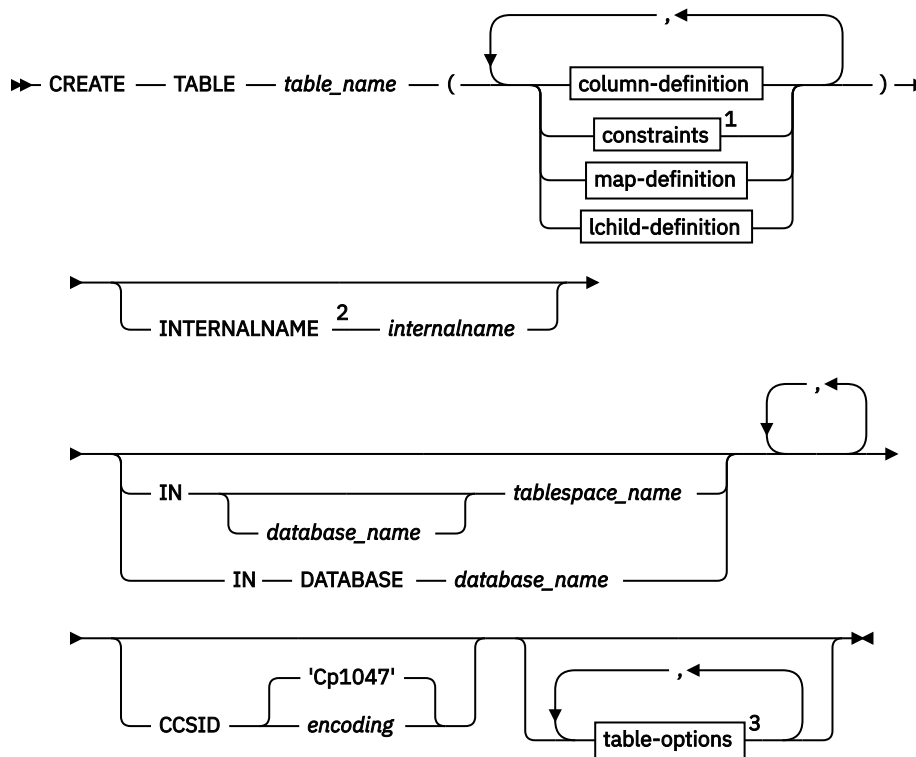 ,
CREATE TABLE table_name ( column-definition )
constraints 1
map-definition
lchild-definition
INTERNALNAME 2 internalname
,
IN tablespace_name
database_name
IN DATABASE database_name
'Cp1047'
CCSID encoding
,
table-options 3